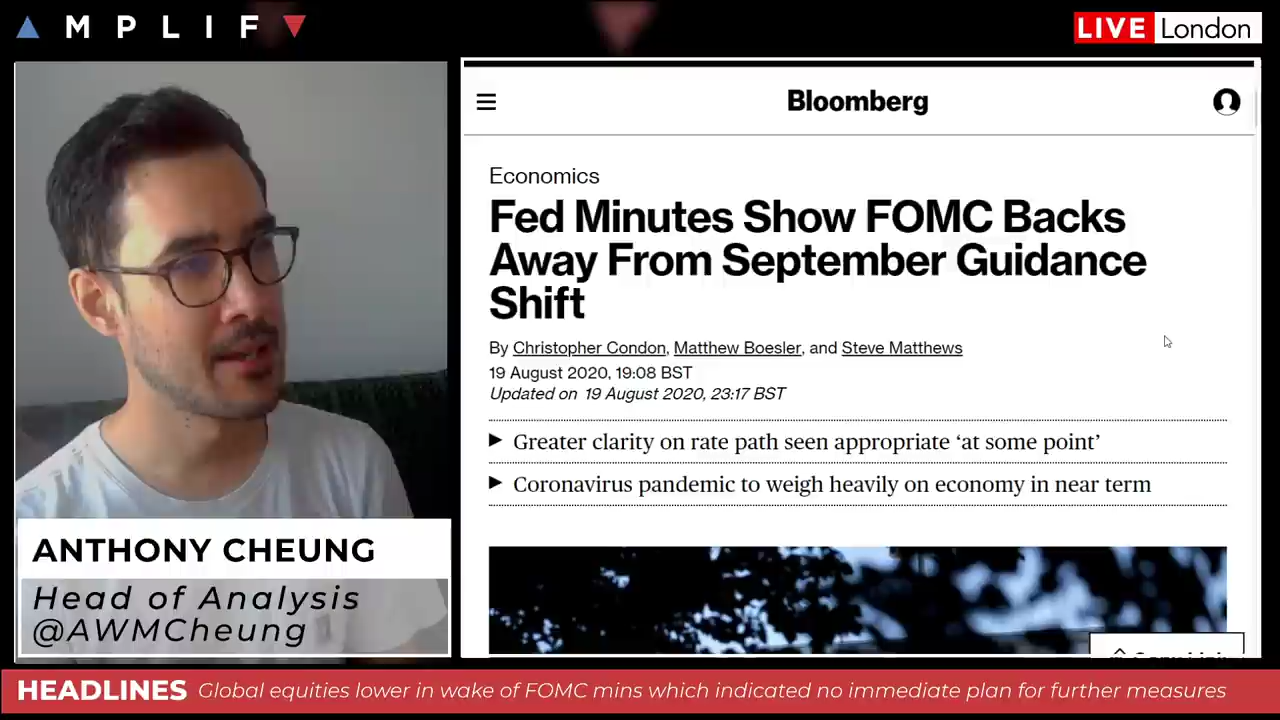 ▲ M P L I F ▼
LIVE London
Bloomberg
Economics
Fed Minutes Show FOMC Backs
Away From September Guidance
Shift
By Christopher Condon, Matthew Boesler, and Steve Matthews
19 August 2020, 19:08 BST
Updated on 19 August 2020, 23:17 BST
► Greater clarity on rate path seen appropriate ‘at some point’
► Coronavirus pandemic to weigh heavily on economy in near term
ANTHONY CHEUNG
Head of Analysis
@AWMCheung
HEADLINES Global equities lower in wake of FOMC mins which indicated no immediate plan for further measures